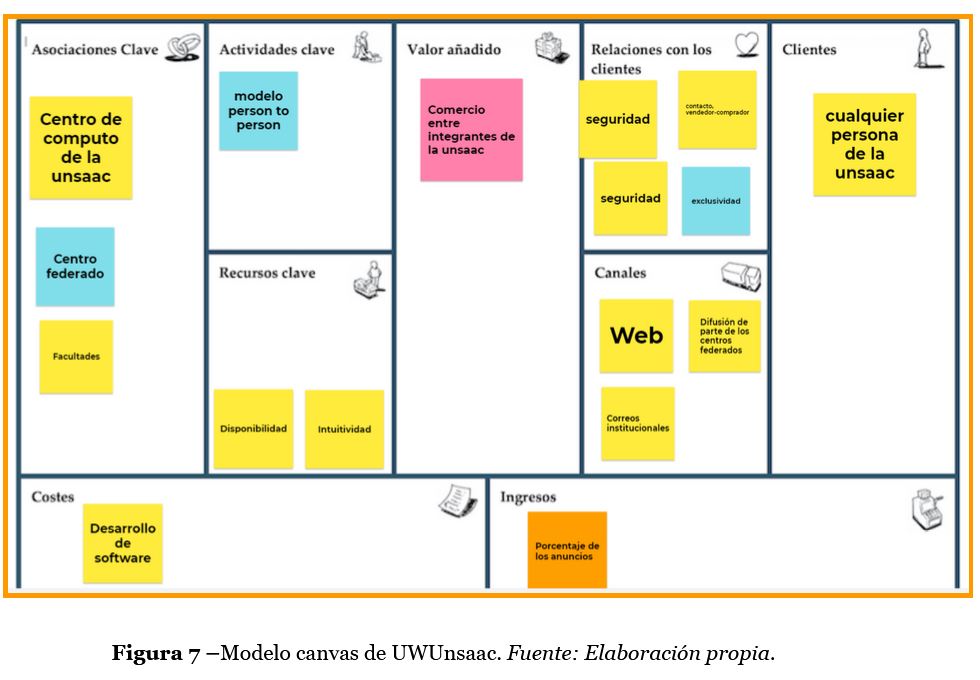 Asociaciones Clave
Centro de
computo
de la
unsaac
Centro
federado
Facultades
Actividades clave
modelo
person to
person
Recursos clave
Disponibilidad
Intuitividad
Valor añadido
Comercio
entre
integrantes de
la unsaac
Relaciones con los
clientes
seguridad
contacto,
vendedor-comprador
seguridad
exclusividad
Canales
Web
Difusión de
parte de los
centros
federados
Correos
institucionales
Clientes
cualquier
persona
de la
unsaac
Costes
Desarrollo
de
software
Ingresos
Porcentaje de
los anuncios
Figura 7 –Modelo canvas de UWUnsaac. Fuente: Elaboración propia.